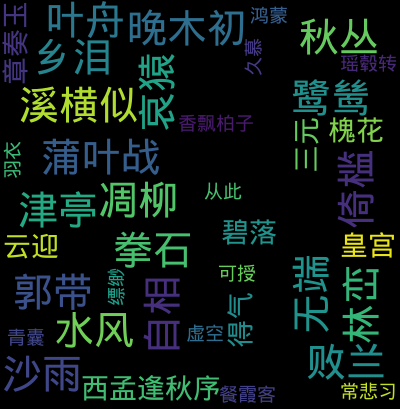 章奏玉
叶舟
晚木初
鸿蒙
久慕
秋丛
瑶毂转
乡泪
哀猿
溪横似
鹭鸶
香飘柏子
三元
槐花
羽衣
蒲叶战
倚槛
从此
凋柳
津亭
碧落
云迎
拳石
皇宫
可授
缥缈
郭带
自相
得气
无端
林峦
青囊
水风
虚空
败
沙雨
西孟逢秋序
餐霞客
常悲习